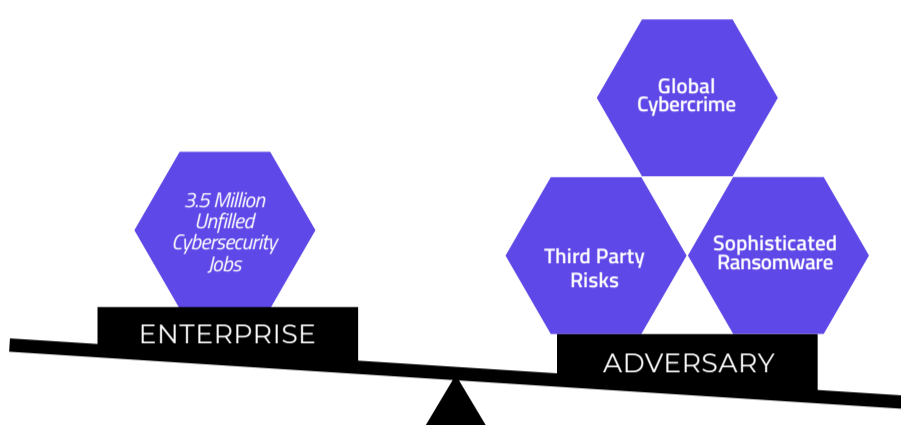 3.5 Million
Unfilled
Cybersecurity
Jobs
ENTERPRISE
Global
Cybercrime
Third Party
Risks
Sophisticated
Ransomware
ADVERSARY